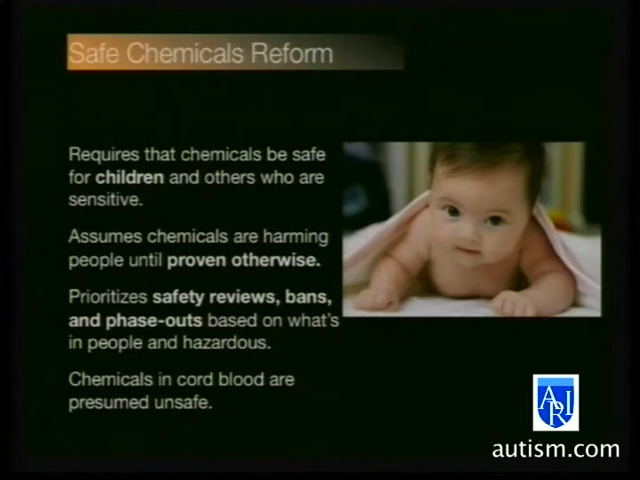 Safe Chemicals Reform
Requires that chemicals be safe
for children and others who are
sensitive.
Assumes chemicals are harming
people until proven otherwise.
Prioritizes safety reviews, bans,
and phase-outs based on what's
in people and hazardous.
Chemicals in cord blood are
presumed unsafe.
ARI
autism.com